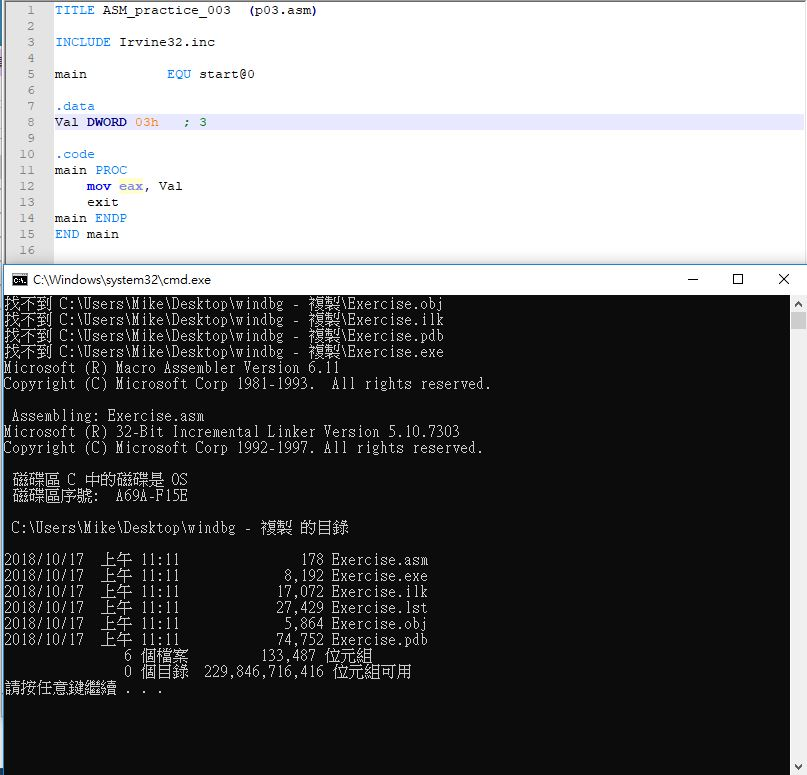 1 TITLE ASM_practice_003 (p03.asm)
2
3 INCLUDE Irvine32.inc
4
5 main EQU start@0
6
7 .data
8 Val DWORD 03h ; 3
9
10 .code
11 main PROC
12 mov eax, Val
13 exit
14 main ENDP
15 END main
16
C:\Windows\system32\cmd.exe
找不到 C:\Users\Mike\Desktop\windbg - 複製\Exercise.obj
找不到 C:\Users\Mike\Desktop\windbg - 複製\Exercise.ilk
找不到 C:\Users\Mike\Desktop\windbg - 複製\Exercise.pdb
找不到 C:\Users\Mike\Desktop\windbg - 複製\Exercise.exe
Microsoft (R) Macro Assembler Version 6.11
Copyright (C) Microsoft Corp 1981-1993.  All rights reserved.
Assembling: Exercise.asm
Microsoft (R) 32-Bit Incremental Linker Version 5.10.7303
Copyright (C) Microsoft Corp 1992-1997. All rights reserved.
磁碟區 C 中的磁碟是 OS
磁碟區序號:  A69A-F15E
C:\Users\Mike\Desktop\windbg - 複製 的目錄
2018/10/17  上午 11:11 178 Exercise.asm
2018/10/17  上午 11:11 8,192 Exercise.exe
2018/10/17  上午 11:11 17,072 Exercise.ilk
2018/10/17  上午 11:11 27,429 Exercise.lst
2018/10/17  上午 11:11 5,864 Exercise.obj
2018/10/17  上午 11:11 74,752 Exercise.pdb
6 個檔案 133,487 位元組
0 個目錄  229,846,716,416 位元組可用
請按任意鍵繼續 . . .